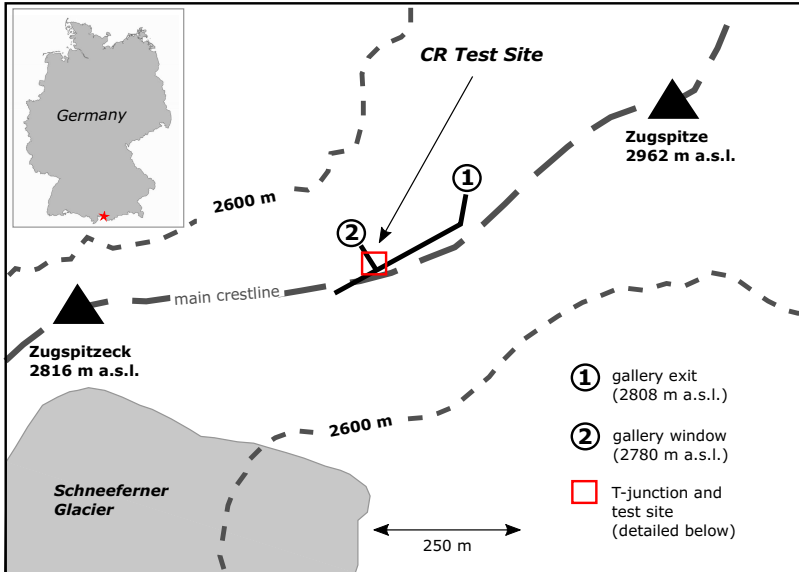 Germany
CR Test Site
Zugspitze
2962 m a.s.l.
2600 m
1
2
main crestline
Zugspitzeck
2816 m a.s.l.
2600 m
Schneeferner
Glacier
250 m
1 gallery exit
(2808 m a.s.l.)
2 gallery window
(2780 m a.s.l.)
T-junction and
test site
(detailed below)